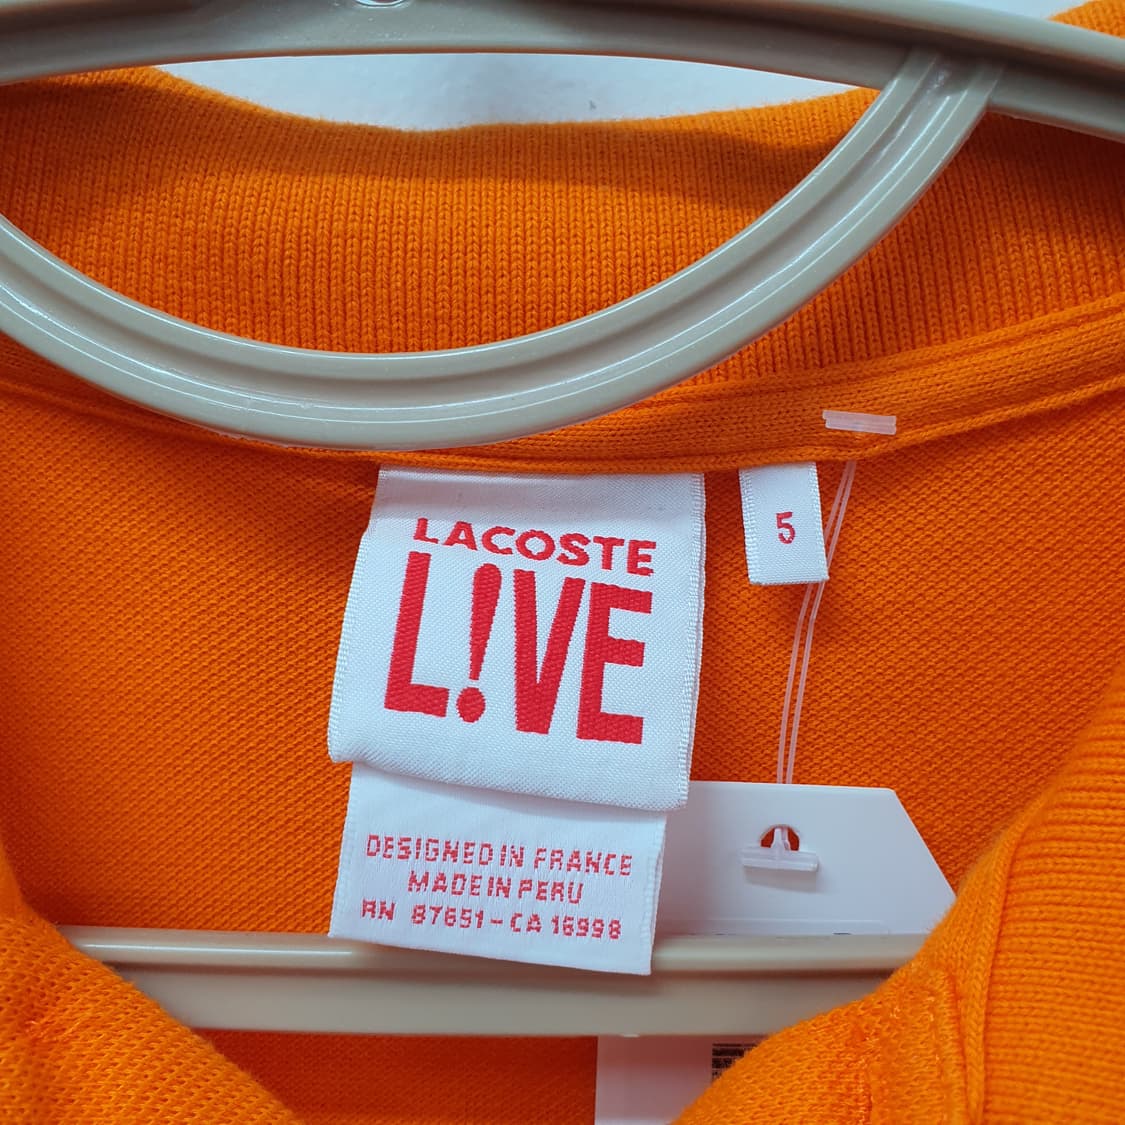 LACOSTE
L!VE
5
DESIGNED IN FRANCE
MADE IN PERU
RN 87651 - CA 16998